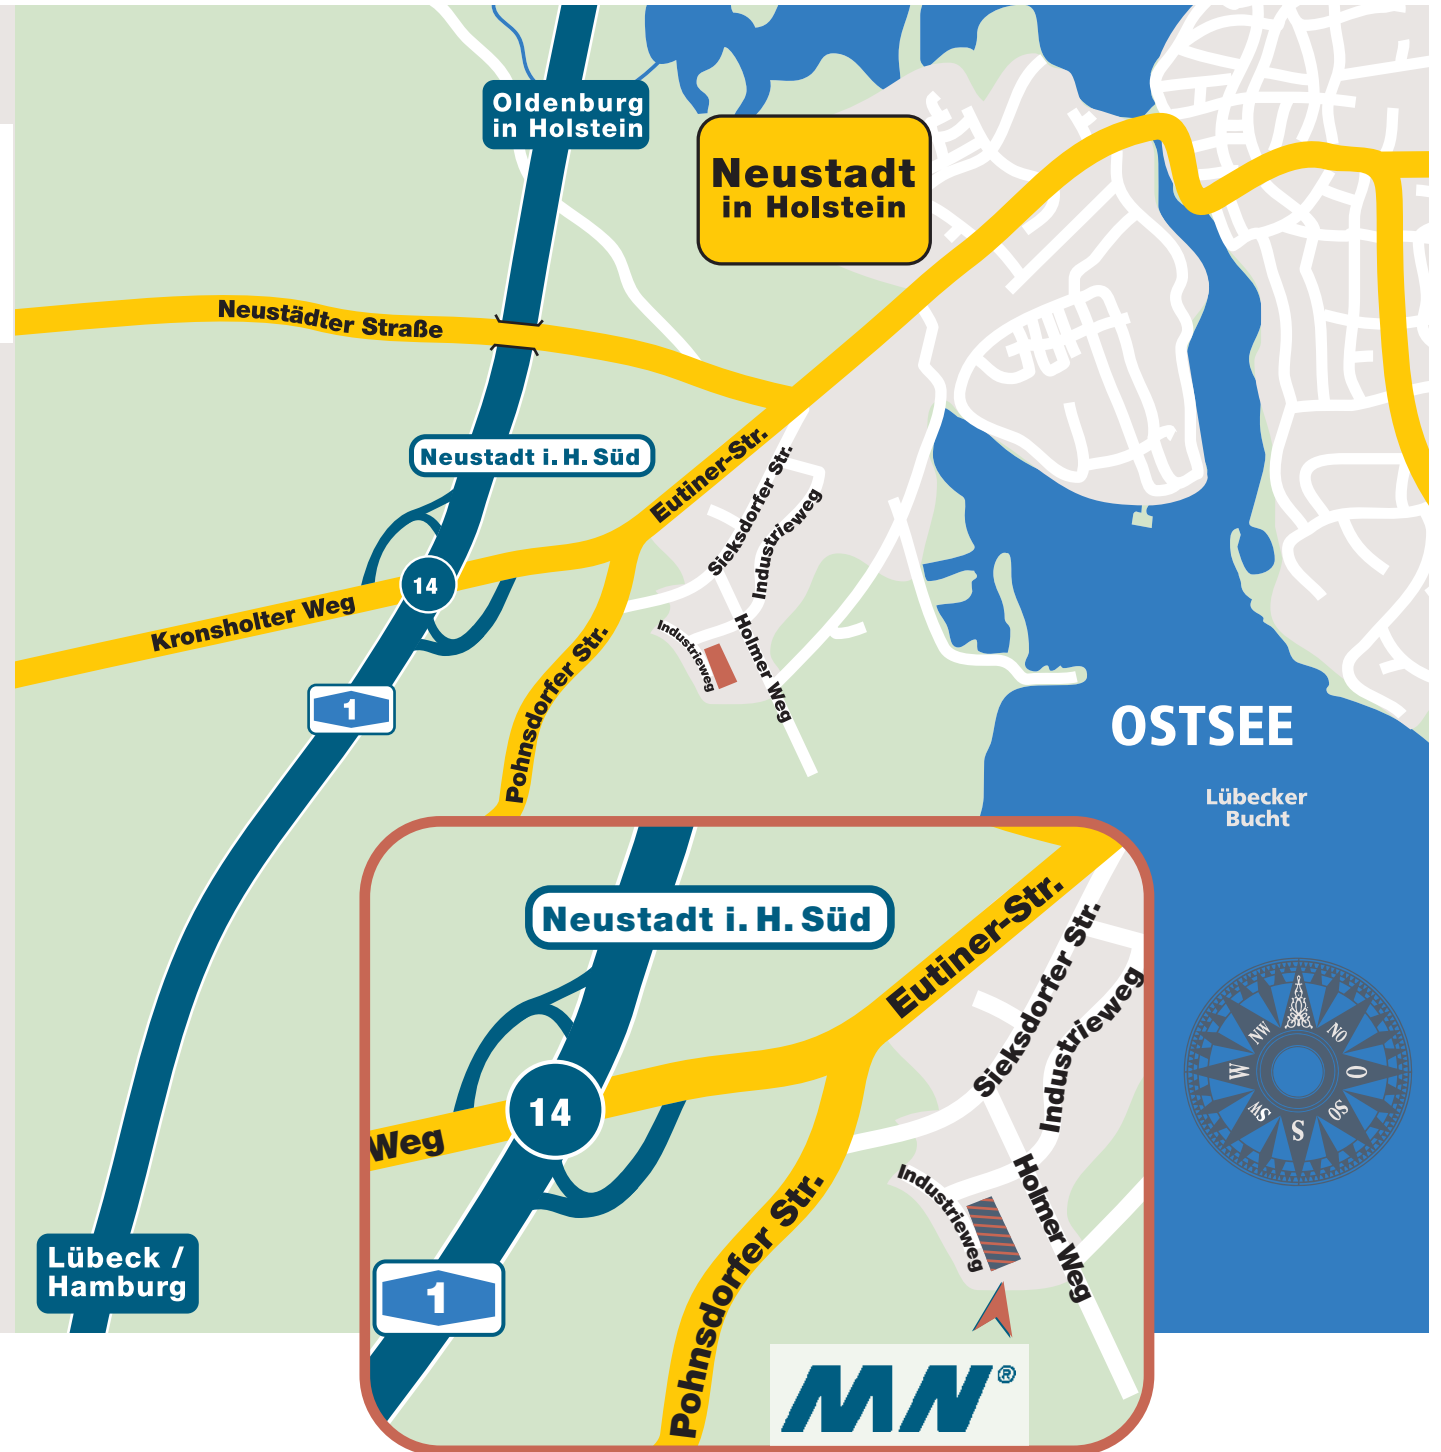 Oldenburg
in Holstein
Neustadt
in Holstein
Neustädter Straße
Neustadt i. H. Süd
Eutiner-Str.
Sieksdorfer Str.
Industrieweg
14
Kronsholter Weg
Holmer Weg
Industrieweg
Pohnsdorfer Str.
1
OSTSEE
Lübecker
Bucht
Neustadt i. H. Süd
Eutiner-Str.
Sieksdorfer Str.
Industrieweg
14
Weg
Holmer Weg
Industrieweg
Pohnsdorfer Str.
1
MN®
NW
NO
W
O
SW
SO
S
Lübeck /
Hamburg